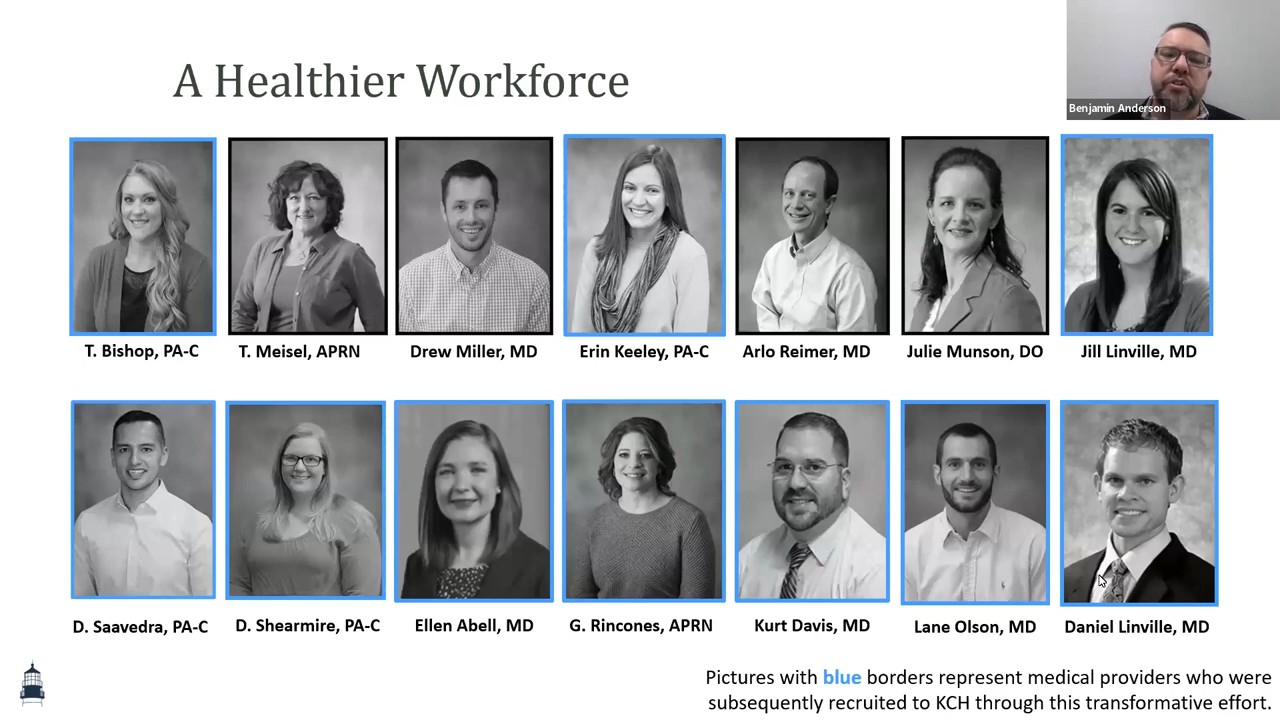 A Healthier Workforce
Benjamin Anderson
T. Bishop, PA-C
T. Meisel, APRN
Drew Miller, MD
Erin Keeley, PA-C
Arlo Reimer, MD
Julie Munson, DO
Jill Linville, MD
D. Saavedra, PA-C
D. Shearmire, PA-C
Ellen Abell, MD
G. Rincones, APRN
Kurt Davis, MD
Lane Olson, MD
Daniel Linville, MD
Pictures with blue borders represent medical providers who were
subsequently recruited to KCH through this transformative effort.